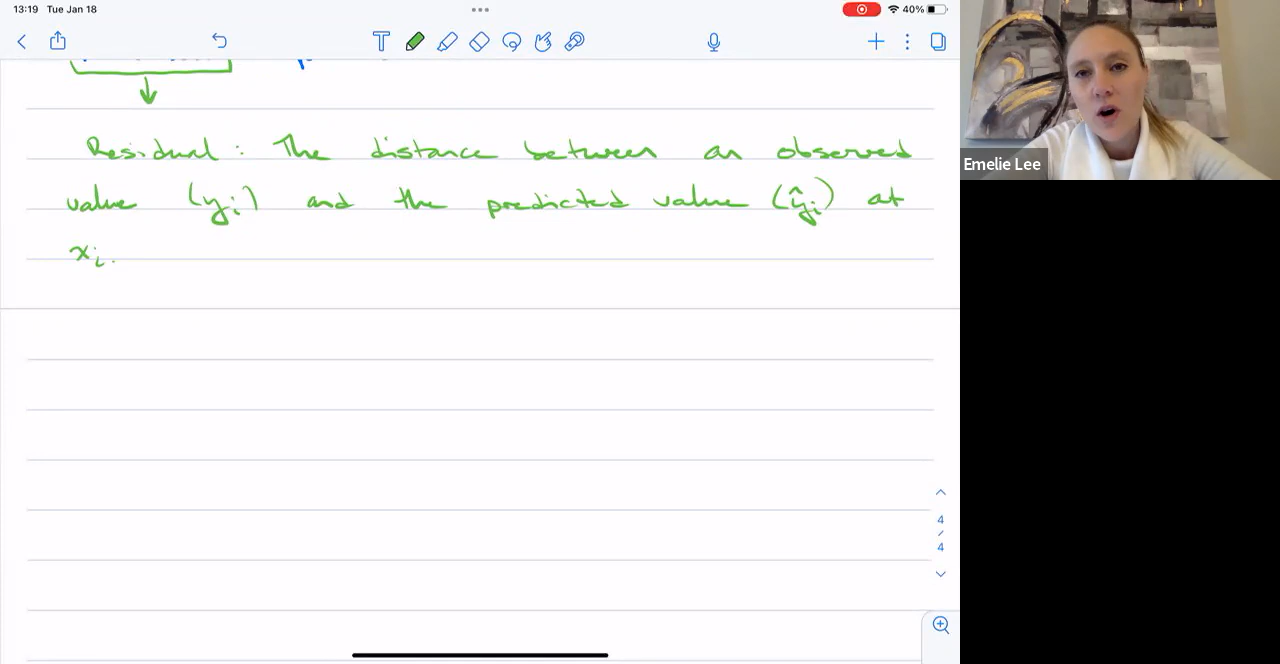 13:19 Tue Jan 18
40%
Residual : The distance between an observed
value (yᵢ) and the predicted value (ŷᵢ) at
xᵢ.
Emelie Lee
4
/
4